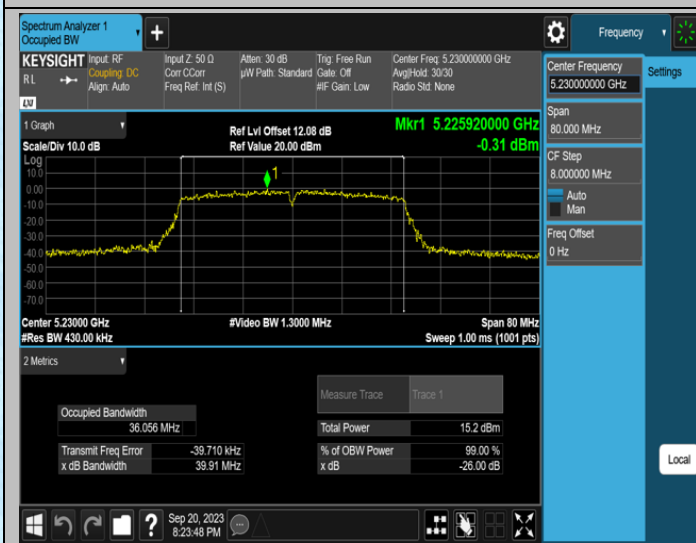 Spectrum Analyzer 1
Occupied BW
+
Frequency
KEYSIGHT
R L
LXI
Input: RF
Coupling: DC
Align: Auto
Input Z: 50 Ω
Corr CCorr
Freq Ref: Int (S)
Atten: 30 dB
µW Path: Standard
Trig: Free Run
Gate: Off
#IF Gain: Low
Center Freq: 5.230000000 GHz
Avg|Hold: 30/30
Radio Std: None
Center Frequency
5.230000000 GHz
Settings
Span
80.000 MHz
CF Step
8.000000 MHz
Auto
Man
Freq Offset
0 Hz
Local
1 Graph
Scale/Div 10.0 dB
Ref Lvl Offset 12.08 dB
Ref Value 20.00 dBm
Mkr1 5.225920000 GHz
-0.31 dBm
Log
10.0
0.00
-10.0
-20.0
-30.0
-40.0
-50.0
-60.0
-70.0
1
Center 5.23000 GHz
#Res BW 430.00 kHz
#Video BW 1.3000 MHz
Span 80 MHz
Sweep 1.00 ms (1001 pts)
2 Metrics
Measure Trace Trace 1
Occupied Bandwidth
36.056 MHz
Total Power 15.2 dBm
Transmit Freq Error -39.710 kHz
% of OBW Power 99.00 %
x dB Bandwidth 39.91 MHz
x dB -26.00 dB
?
Sep 20, 2023
8:23:48 PM